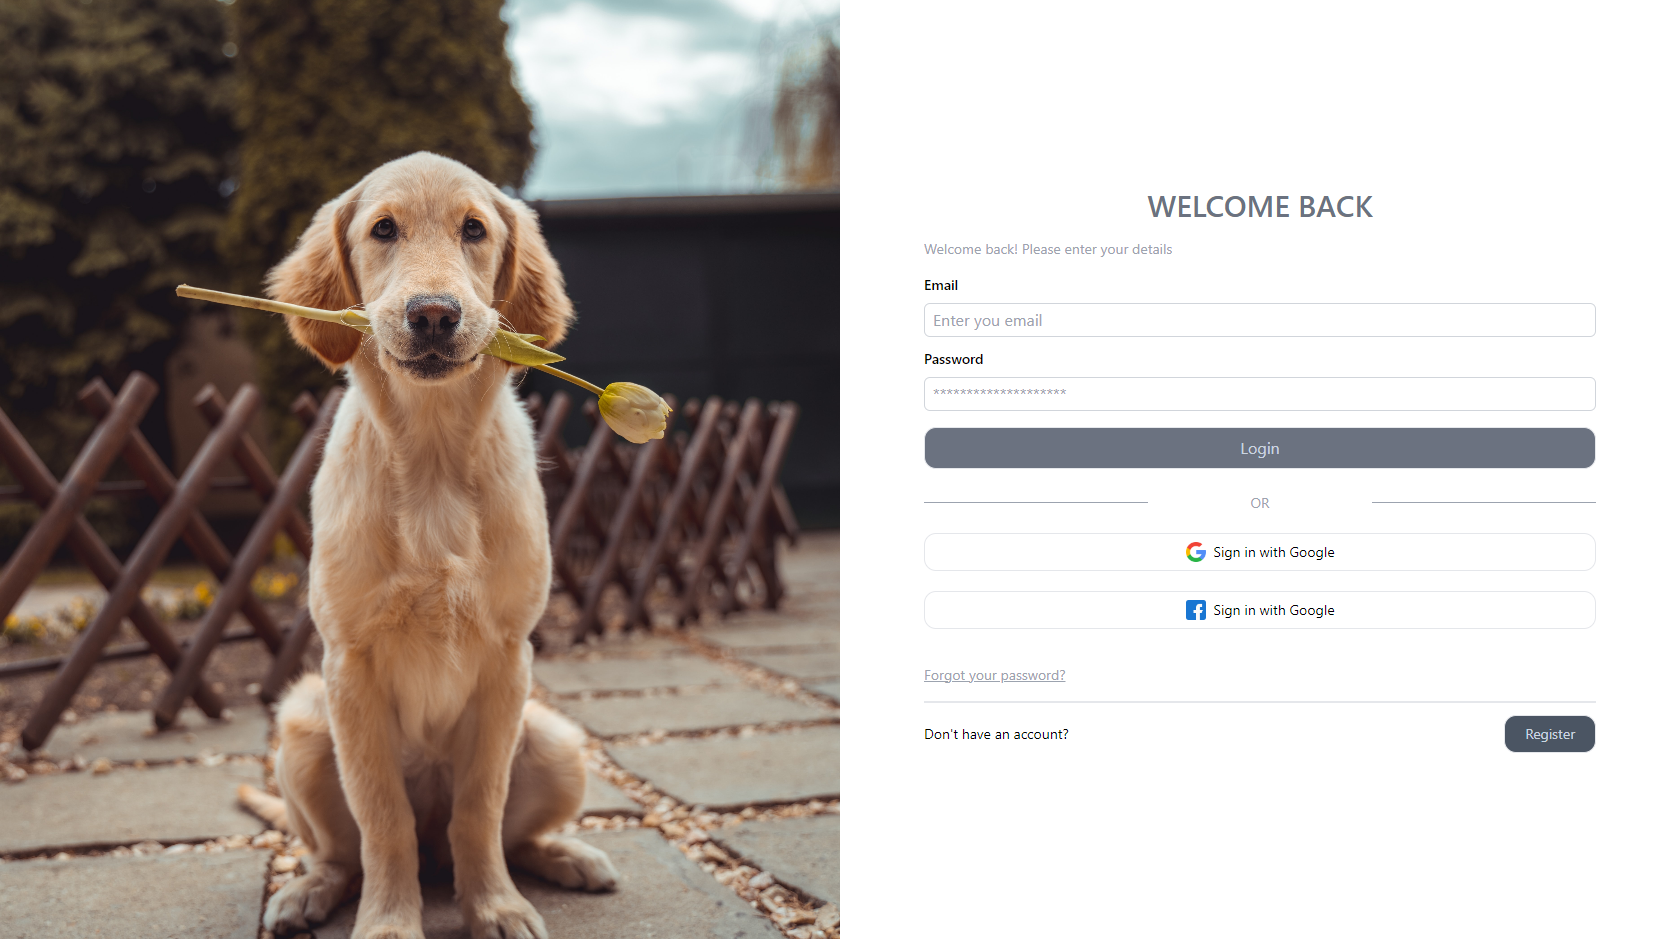 WELCOME BACK
Welcome back! Please enter your details
Email
Enter you email
Password
********************
Login
OR
Sign in with Google
Sign in with Google
Forgot your password?
Don't have an account?
Register